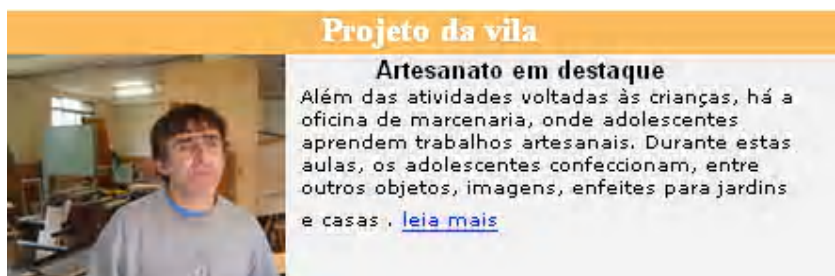 Projeto da vila
Artesanato em destaque
Além das atividades voltadas às crianças, há a
oficina de marcenaria, onde adolescentes
aprendem trabalhos artesanais. Durante estas
aulas, os adolescentes confeccionam, entre
outros objetos, imagens, enfeites para jardins
e casas . leia mais